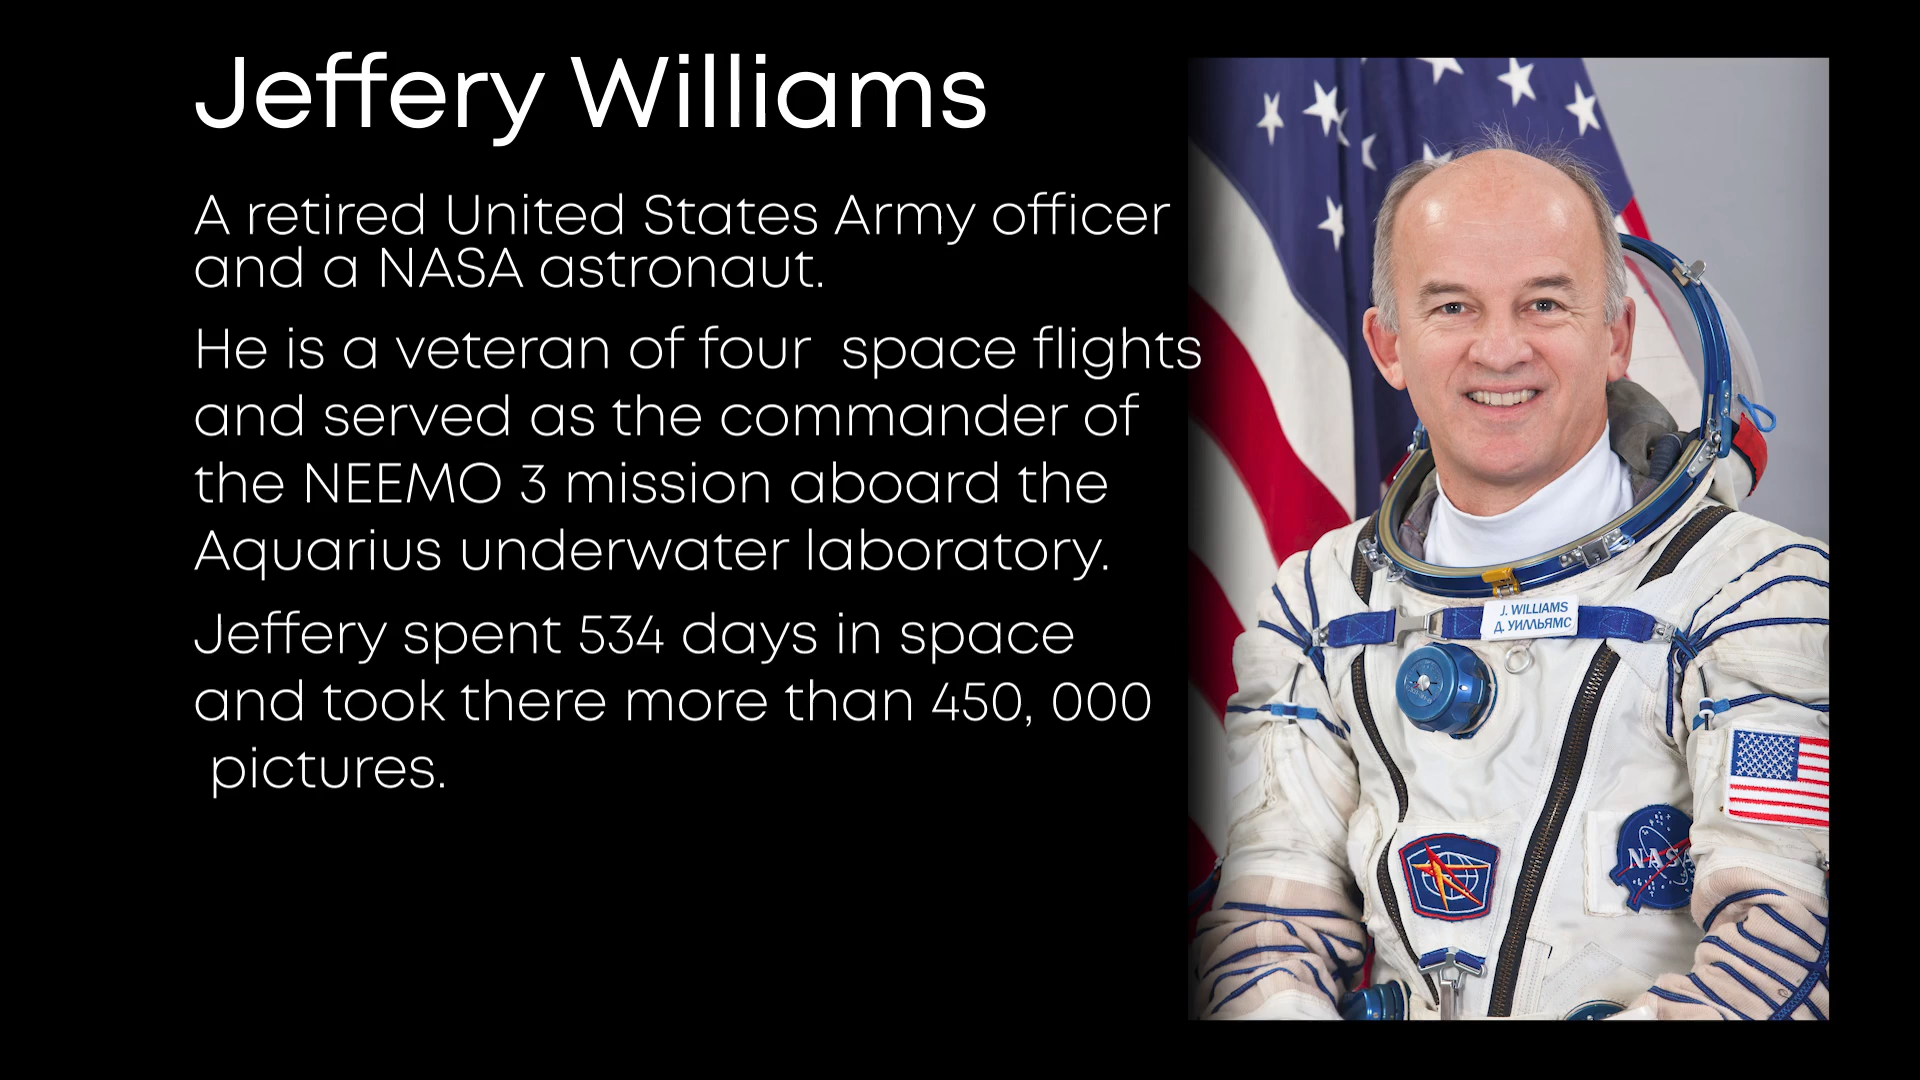 Jeffery Williams
A retired United States Army officer
and a NASA astronaut.
He is a veteran of four  space flights
and served as the commander of
the NEEMO 3 mission aboard the
Aquarius underwater laboratory.
Jeffery spent 534 days in space
and took there more than 450, 000
pictures.
J. WILLIAMS
Д. УИЛЛЬЯМС
NASA